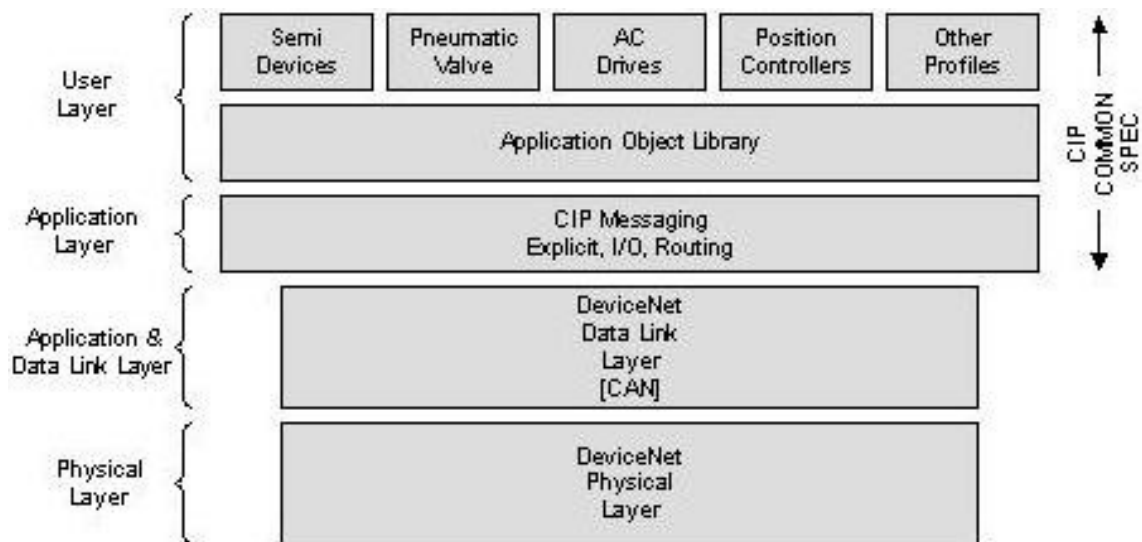 Semi
Devices
Pneumatic
Valve
AC
Drives
Position
Controllers
Other
Profiles
User
Layer
Application Object Library
CIP
COMMON
SPEC
Application
Layer
CIP Messaging
Explicit, I/O, Routing
Application &
Data Link Layer
DeviceNet
Data Link
Layer
[CAN]
Physical
Layer
DeviceNet
Physical
Layer